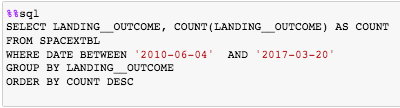 %%sql
SELECT LANDING__OUTCOME, COUNT(LANDING__OUTCOME) AS COUNT
FROM SPACEXTBL
WHERE DATE BETWEEN '2010-06-04'  AND '2017-03-20'
GROUP BY LANDING__OUTCOME
ORDER BY COUNT DESC